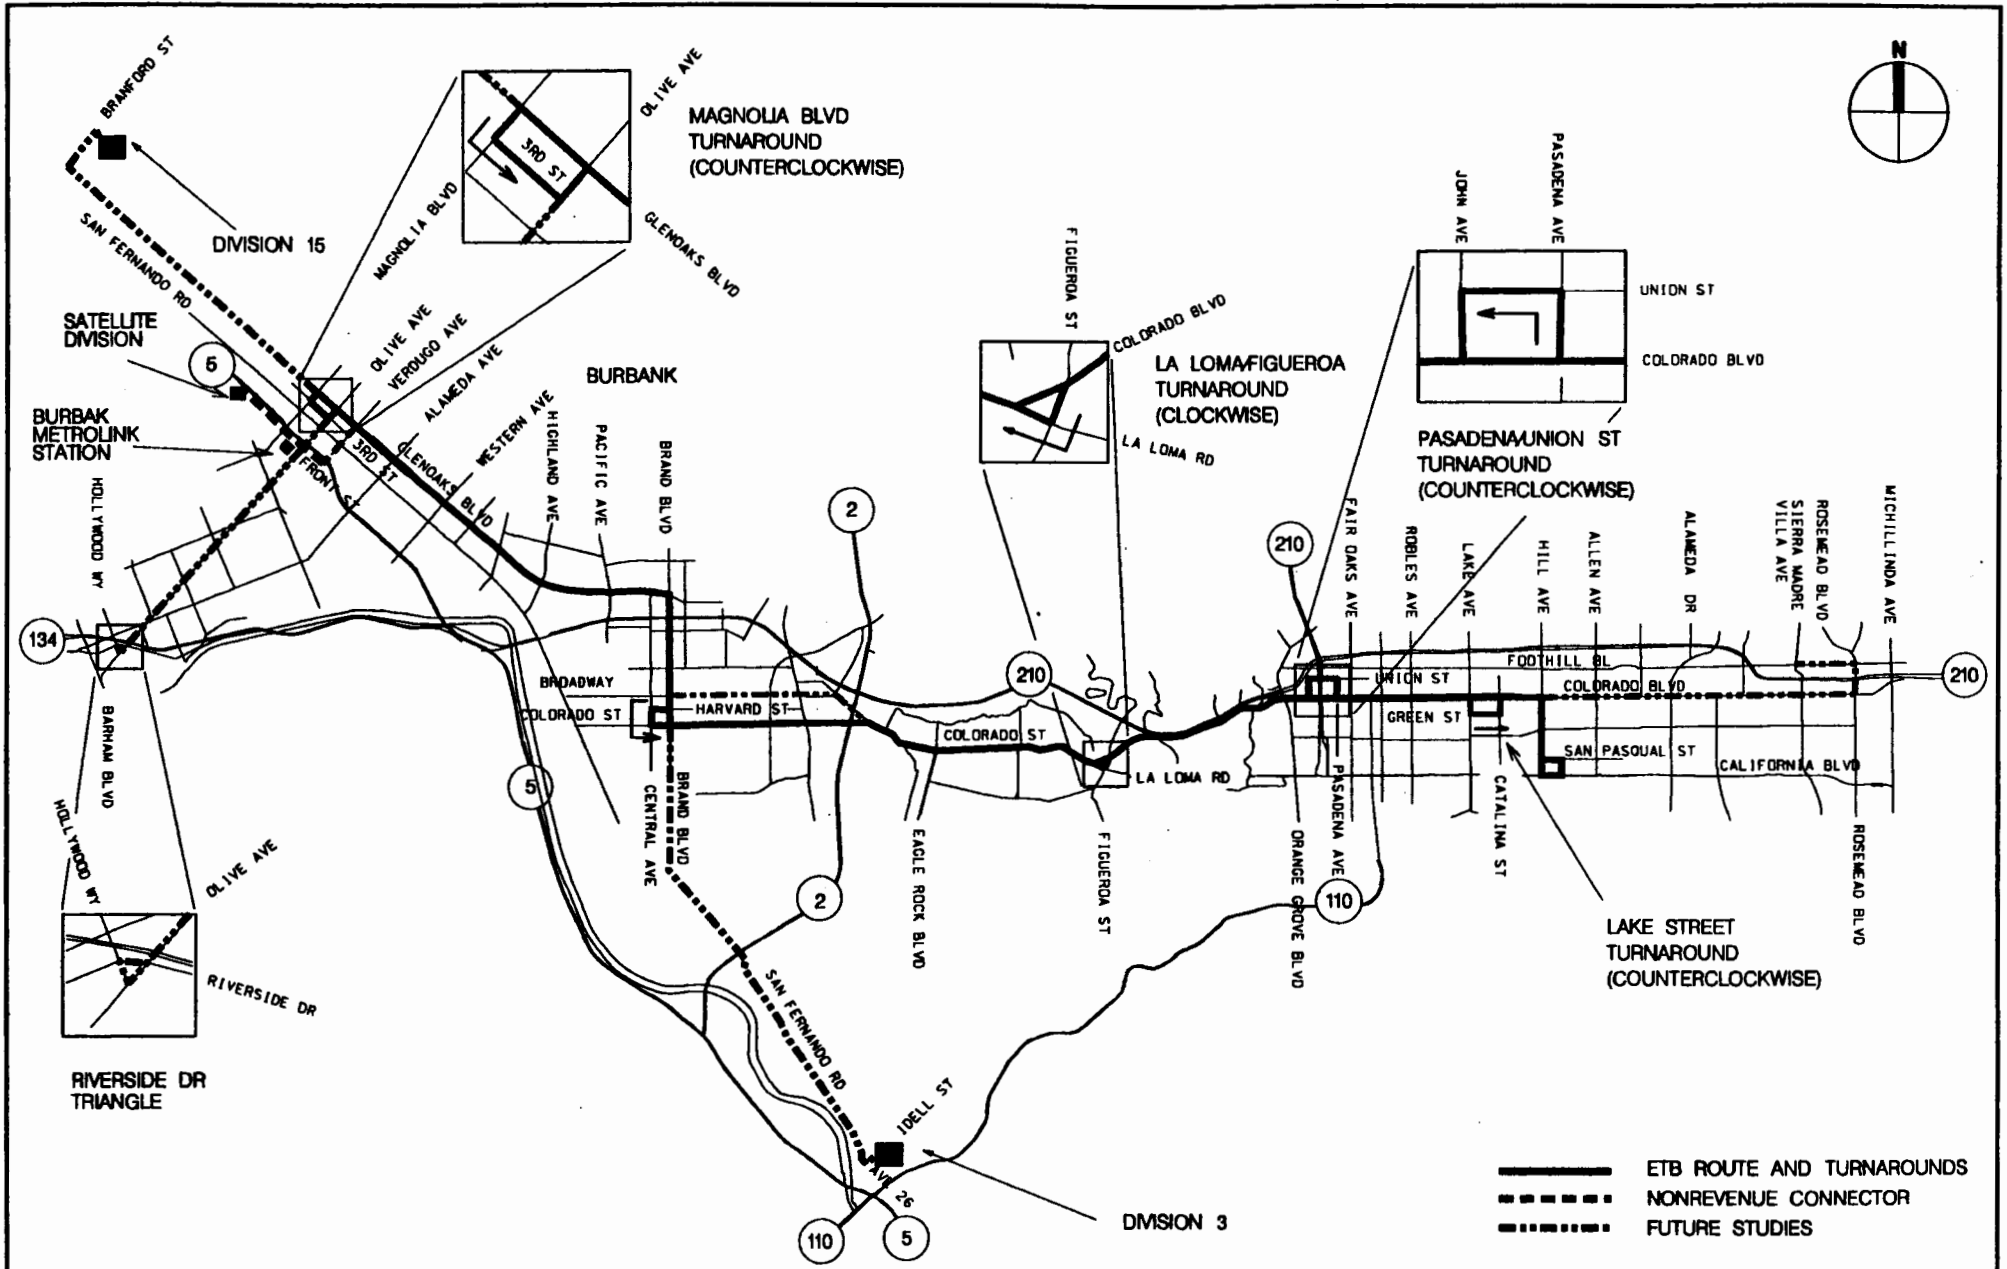 N
BRANFORD ST
OLIVE AVE
MAGNOLIA BLVD
TURNAROUND
(COUNTERCLOCKWISE)
3RD ST
MAGNOLIA BLVD
GLENOAKS BLVD
DIVISION 15
SAN FERNANDO RD
SATELLITE
DIVISION
5
BURBAK
METROLINK
STATION
OLIVE AVE
VERDUGO AVE
ALAMEDA AVE
BURBANK
WESTERN AVE
HIGHLAND AVE
PACIFIC AVE
BRAND BLVD
GLENOAKS BLVD
3RD ST
FRONT ST
HOLLYWOOD WY
134
BARHAM BLVD
HOLLYWOOD WY
OLIVE AVE
RIVERSIDE DR
RIVERSIDE DR
TRIANGLE
BROADWAY
COLORADO ST
HARVARD ST
CENTRAL AVE
BRAND BLVD
5
2
2
COLORADO ST
EAGLE ROCK BLVD
FIGUEROA ST
COLORADO BLVD
LA LOMA/FIGUEROA
TURNAROUND
(CLOCKWISE)
LA LOMA RD
210
LA LOMA RD
FIGUEROA ST
JOHN AVE
PASADENA AVE
UNION ST
COLORADO BLVD
PASADENA/UNION ST
TURNAROUND
(COUNTERCLOCKWISE)
210
FAIR OAKS AVE
ROBLES AVE
LAKE AVE
HILL AVE
ALLEN AVE
ALAMEDA DR
SIERRA MADRE
VILLA AVE
ROSEMEAD BLVD
MICHILLINDA AVE
FOOTHILL BL
UNION ST
COLORADO BLVD
GREEN ST
SAN PASQUAL ST
CALIFORNIA BLVD
210
ORANGE GROVE BLVD
PASADENA AVE
CATALINA ST
ROSEMEAD BLVD
110
LAKE STREET
TURNAROUND
(COUNTERCLOCKWISE)
SAN FERNANDO RD
IDELL ST
AVE 26
110
5
DIVISION 3
ETB ROUTE AND TURNAROUNDS
NONREVENUE CONNECTOR
FUTURE STUDIES